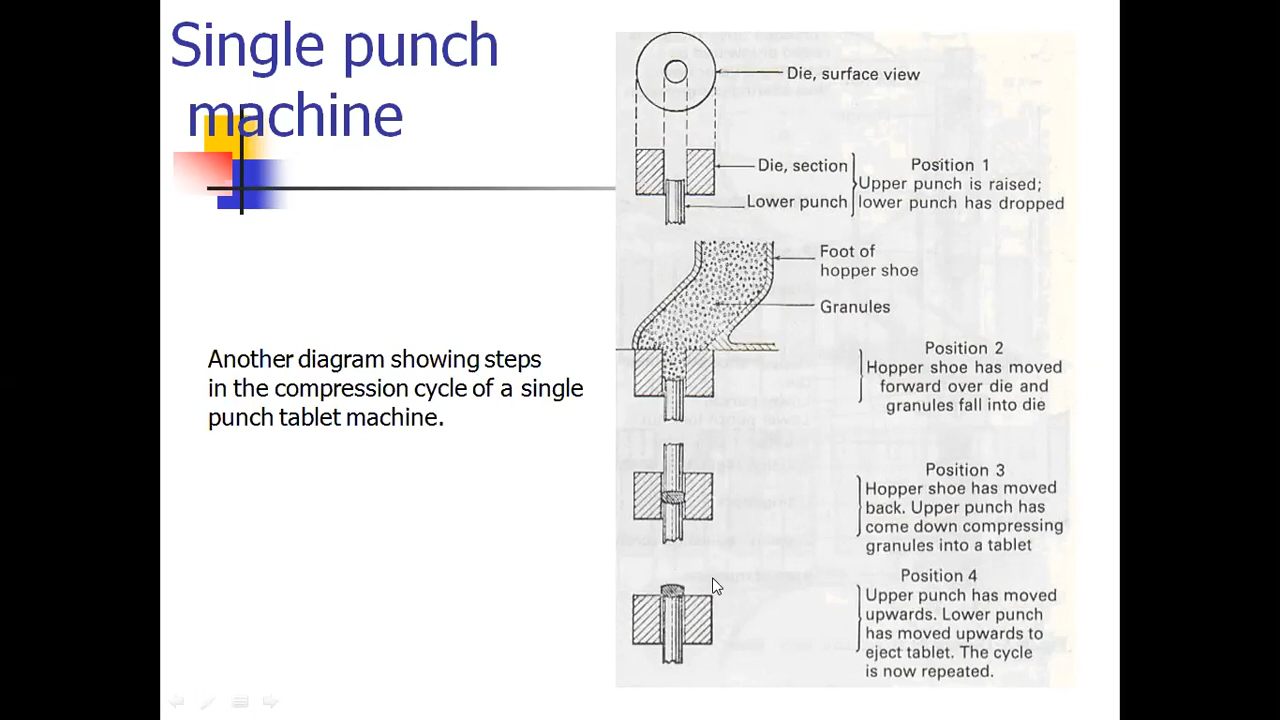 Single punch
machine
Another diagram showing steps
in the compression cycle of a single
punch tablet machine.
Die, surface view
Die, section
Lower punch
Position 1
Upper punch is raised;
lower punch has dropped
Foot of
hopper shoe
Granules
Position 2
Hopper shoe has moved
forward over die and
granules fall into die
Position 3
Hopper shoe has moved
back. Upper punch has
come down compressing
granules into a tablet
Position 4
Upper punch has moved
upwards. Lower punch
has moved upwards to
eject tablet. The cycle
is now repeated.